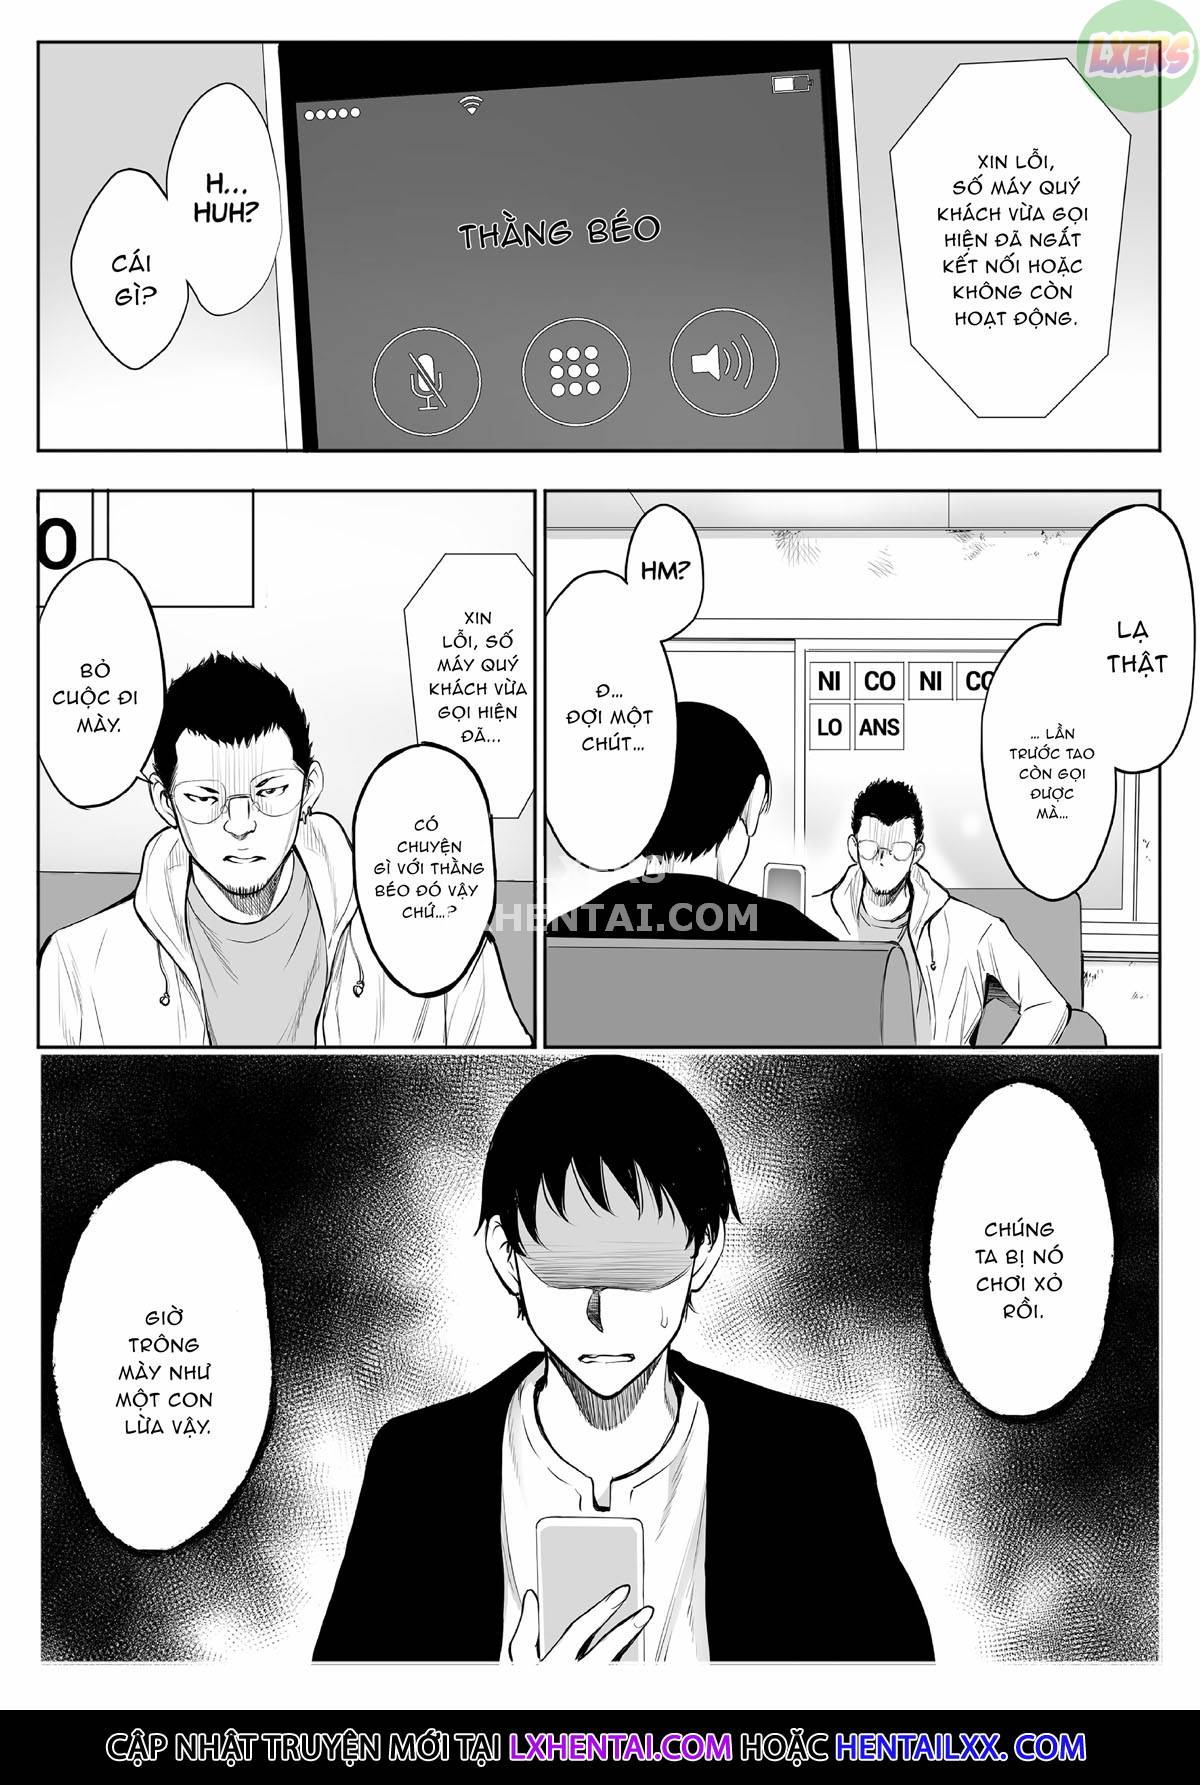 LXERS
XIN LỖI,
SỐ MÁY QUÝ
KHÁCH VỪA GỌI
HIỆN ĐÃ NGẮT
KẾT NỐI HOẶC
KHÔNG CÒN
HOẠT ĐỘNG.
THẰNG BÉO
H...
HUH?
CÁI
GÌ?
LẠ
THẬT
... LẦN
TRƯỚC TAO
CÒN GỌI
ĐƯỢC
MÀ...
HM?
Đ...
ĐỢI MỘT
CHÚT...
NI CO NI CO
LO ANS
XIN
LỖI, SỐ
MÁY QUÝ
KHÁCH VỪA
GỌI HIỆN
ĐÃ...
CÓ
CHUYỆN
GÌ VỚI THẰNG
BÉO ĐÓ VẬY
CHỨ...?
O
BỎ
CUỘC ĐI
MÀY.
HENTAI.COM
CHÚNG
TA BỊ NÓ
CHƠI XỎ
RỒI.
GIỜ
TRÔNG
MÀY NHƯ
MỘT CON
LỪA VẬY.
CẬP NHẬT TRUYỆN MỚI TẠI LXHENTAI.COM HOẶC HENTAILXX. COM